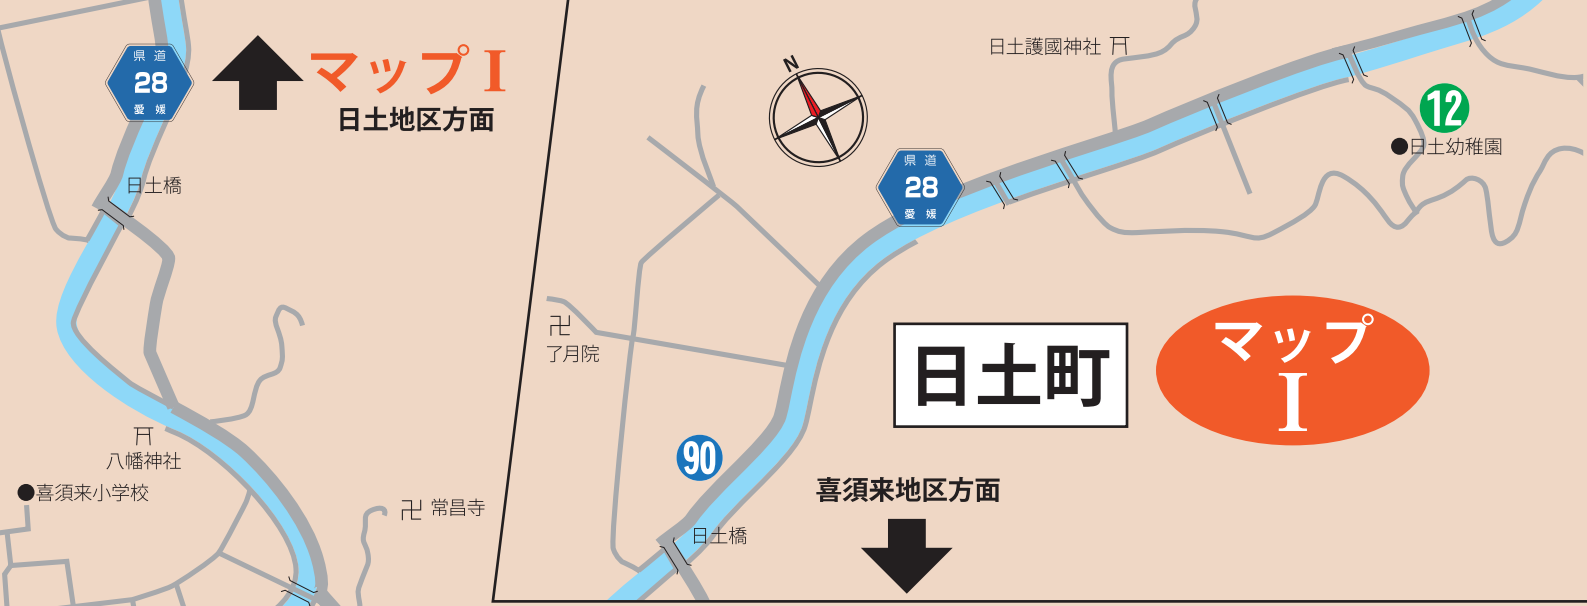 県道
28
愛媛
マップI
日土地区方面
日土橋
八幡神社
喜須来小学校
常昌寺
N
日土護國神社
12
日土幼稚園
県道
28
愛媛
了月院
日土町
マップ
I
90
喜須来地区方面
日土橋